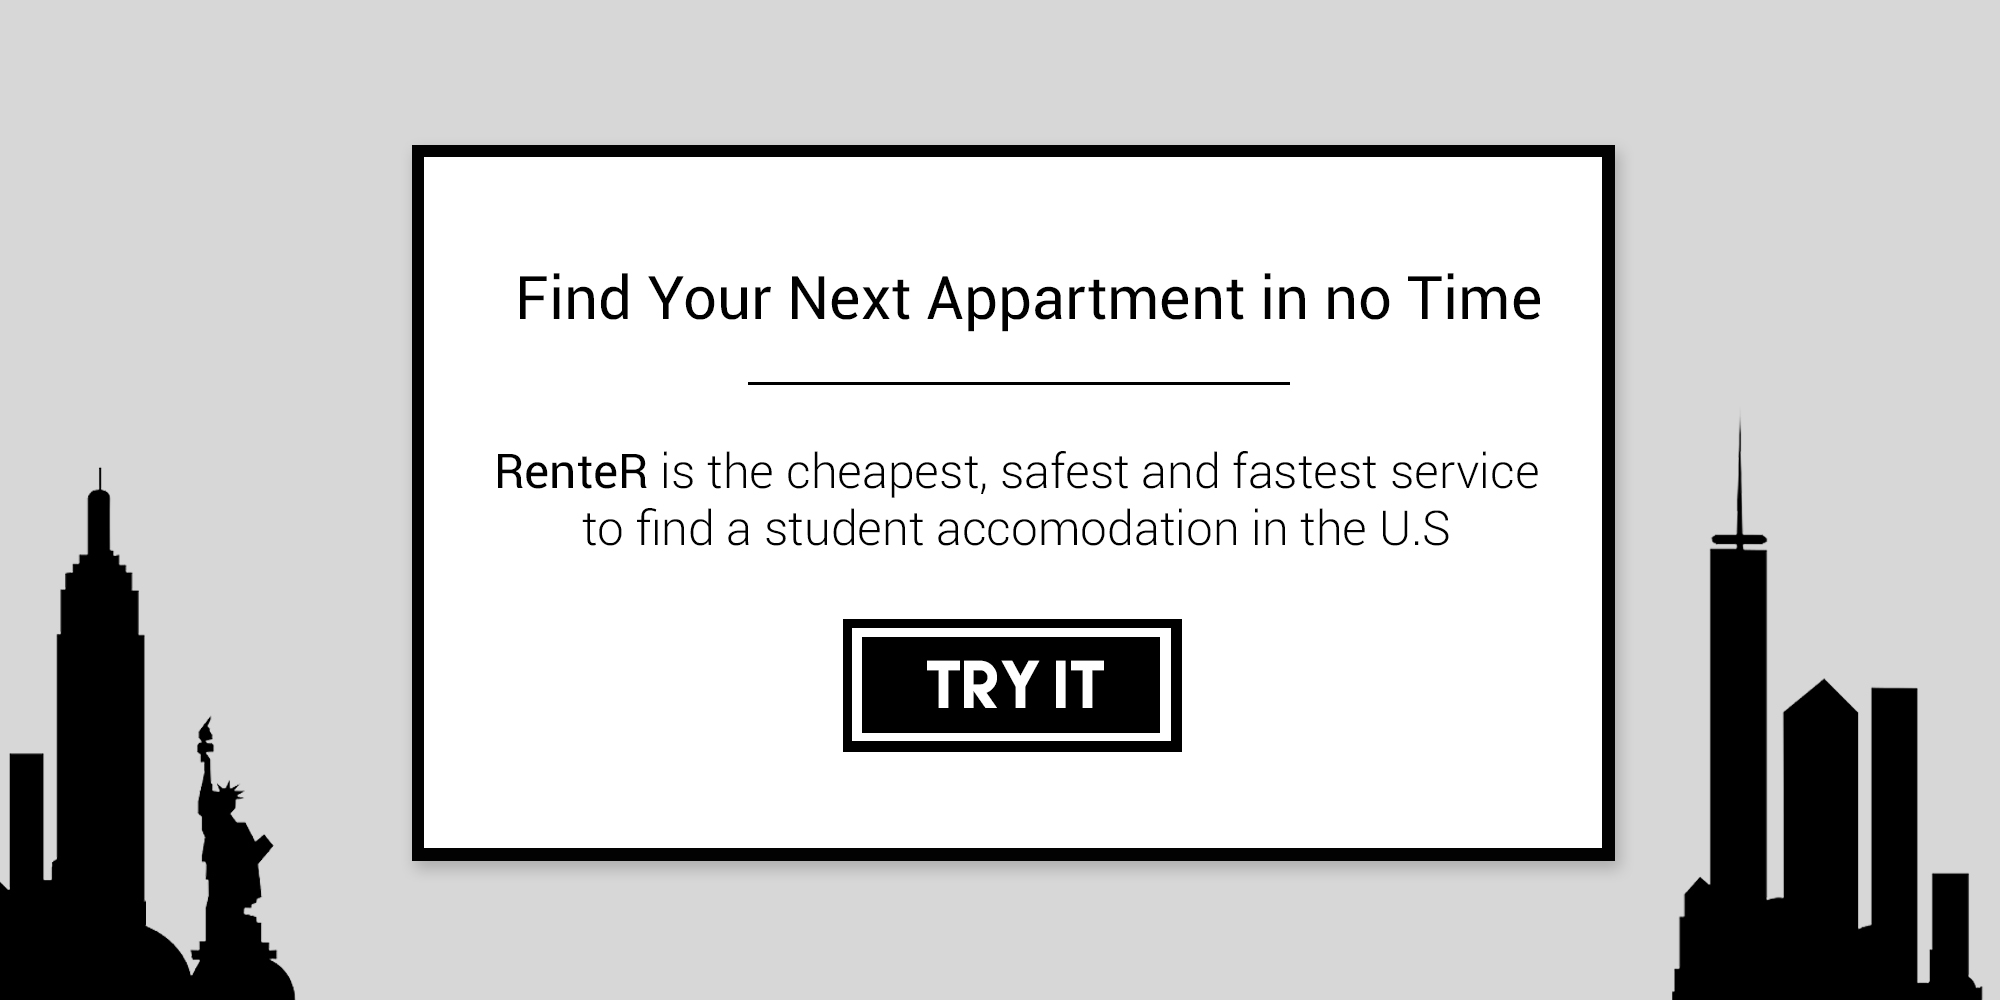 Find Your Next Appartment in no Time
RenteR is the cheapest, safest and fastest service
to find a student accomodation in the U.S
TRY IT